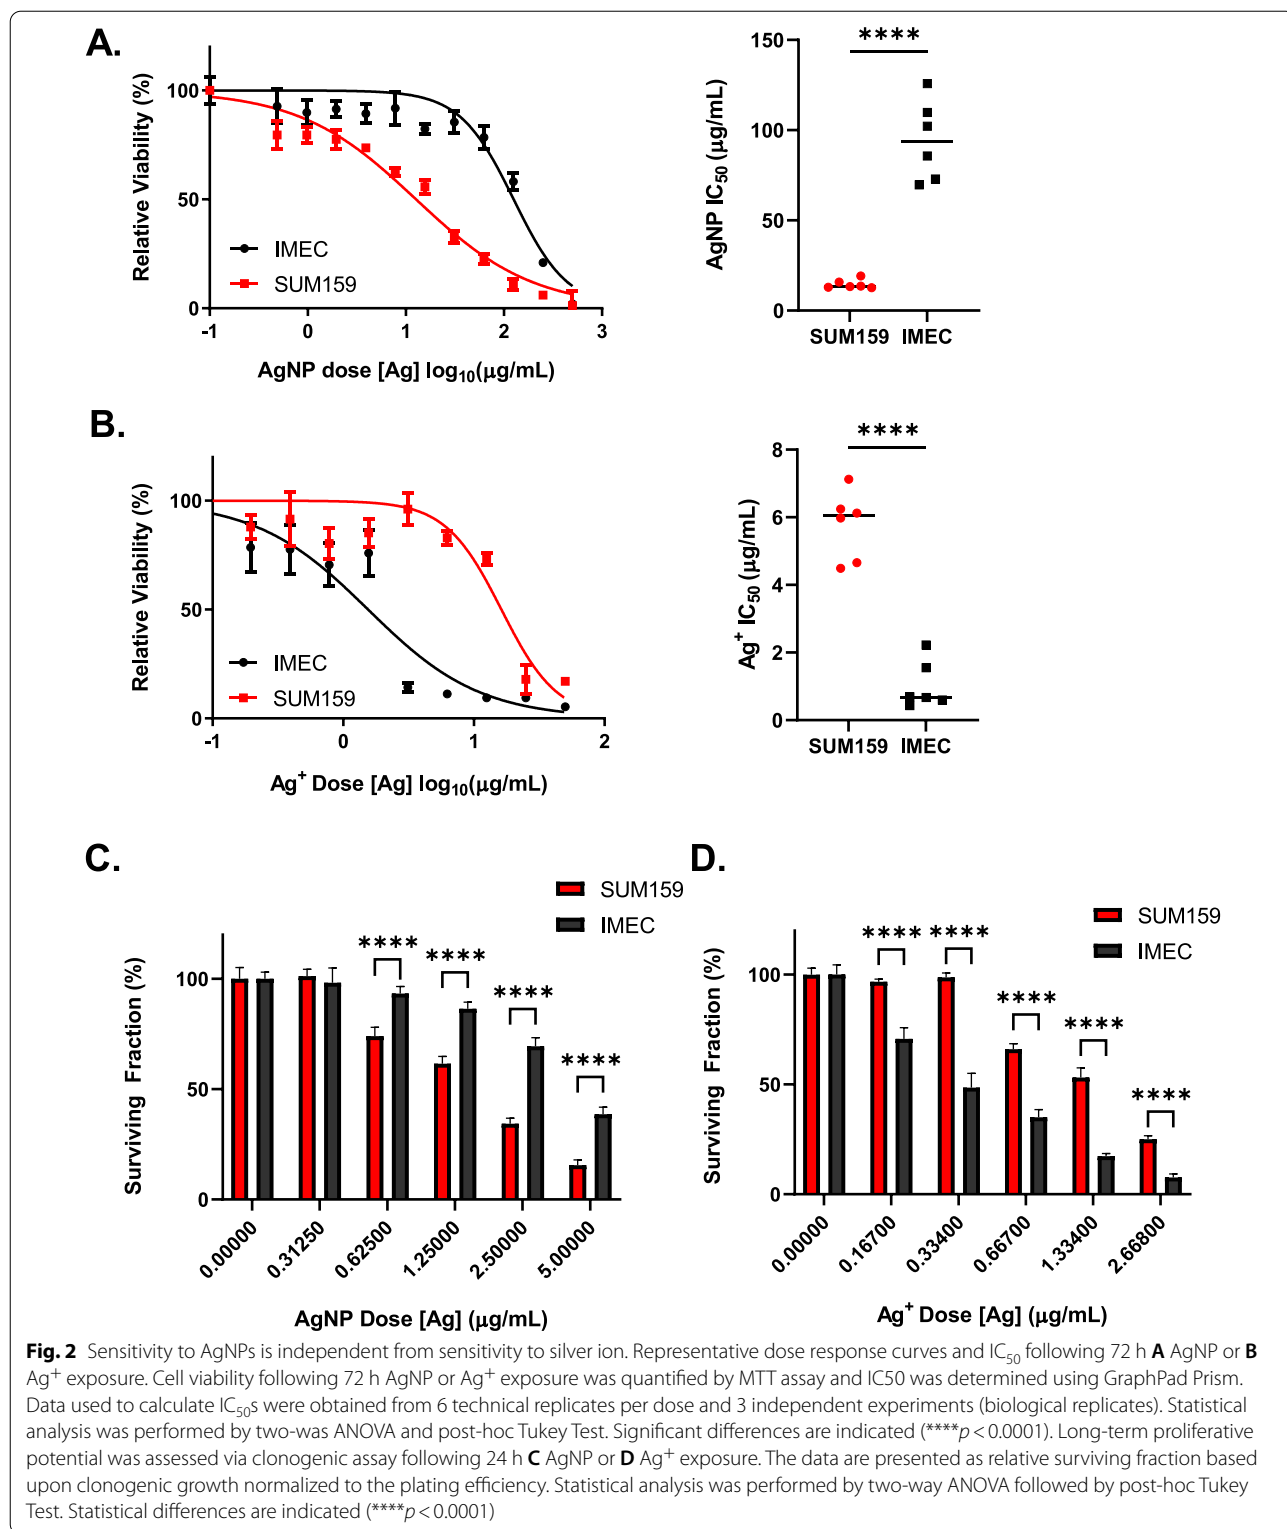 A.
Relative Viability (%)
100
50
0
IMEC
SUM159
-1 0 1 2 3
AgNP dose [Ag] log10(μg/mL)
AgNP IC50 (μg/mL)
150
100
50
0
****
SUM159 IMEC
B.
Relative Viability (%)
100
50
0
IMEC
SUM159
-1 0 1 2
Ag+ Dose [Ag] log10(μg/mL)
Ag+ IC50 (μg/mL)
8
6
4
2
0
****
SUM159 IMEC
C.
SUM159
IMEC
Surviving Fraction (%)
100
50
0
**** **** **** ****
0.00000 0.31250 0.62500 1.25000 2.50000 5.00000
AgNP Dose [Ag] (μg/mL)
D.
SUM159
IMEC
Surviving Fraction (%)
100
50
0
**** **** **** **** ****
0.00000 0.16700 0.33400 0.66700 1.33400 2.66800
Ag+ Dose [Ag] (μg/mL)
Fig. 2 Sensitivity to AgNPs is independent from sensitivity to silver ion. Representative dose response curves and IC50 following 72 h A AgNP or B
Ag+ exposure. Cell viability following 72 h AgNP or Ag+ exposure was quantified by MTT assay and IC50 was determined using GraphPad Prism.
Data used to calculate IC50s were obtained from 6 technical replicates per dose and 3 independent experiments (biological replicates). Statistical
analysis was performed by two-was ANOVA and post-hoc Tukey Test. Significant differences are indicated (****p < 0.0001). Long-term proliferative
potential was assessed via clonogenic assay following 24 h C AgNP or D Ag+ exposure. The data are presented as relative surviving fraction based
upon clonogenic growth normalized to the plating efficiency. Statistical analysis was performed by two-way ANOVA followed by post-hoc Tukey
Test. Statistical differences are indicated (****p < 0.0001)